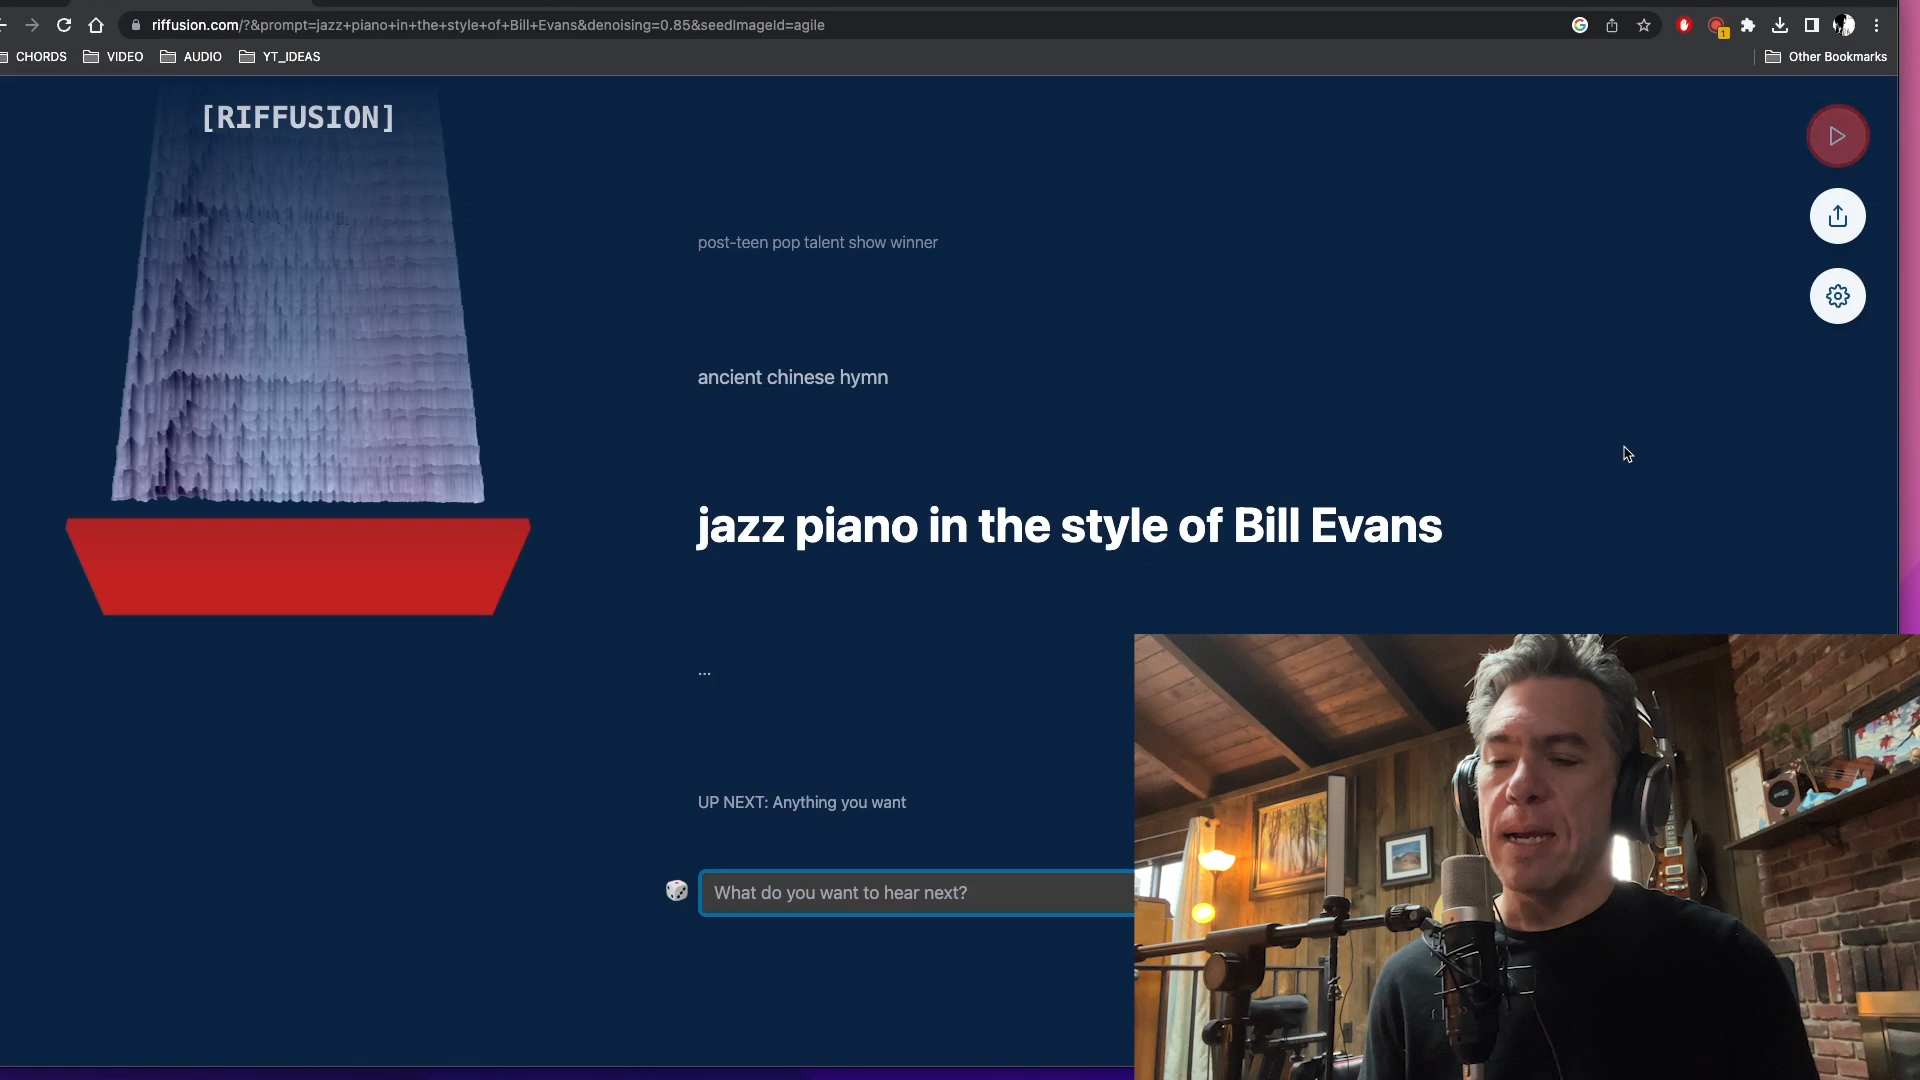 riffusion.com/?&prompt=jazz+piano+in+the+style+of+Bill+Evans&denoising=0.85&seedImageId=agile
1
CHORDS
VIDEO
AUDIO
YT_IDEAS
Other Bookmarks
[RIFFUSION]
post-teen pop talent show winner
ancient chinese hymn
jazz piano in the style of Bill Evans
...
UP NEXT: Anything you want
What do you want to hear next?